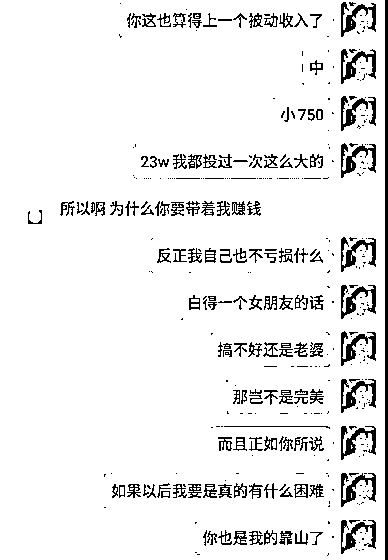 你这也算得上一个被动收入了
中
小750
23w我都投过一次这么大的
所以啊 为什么你要带着我赚钱
反正我自己也不亏损什么
白得一个女朋友的话
搞不好还是老婆
那岂不是完美
而且正如你所说
如果以后我要是真的有什么困难
你也是我的靠山了